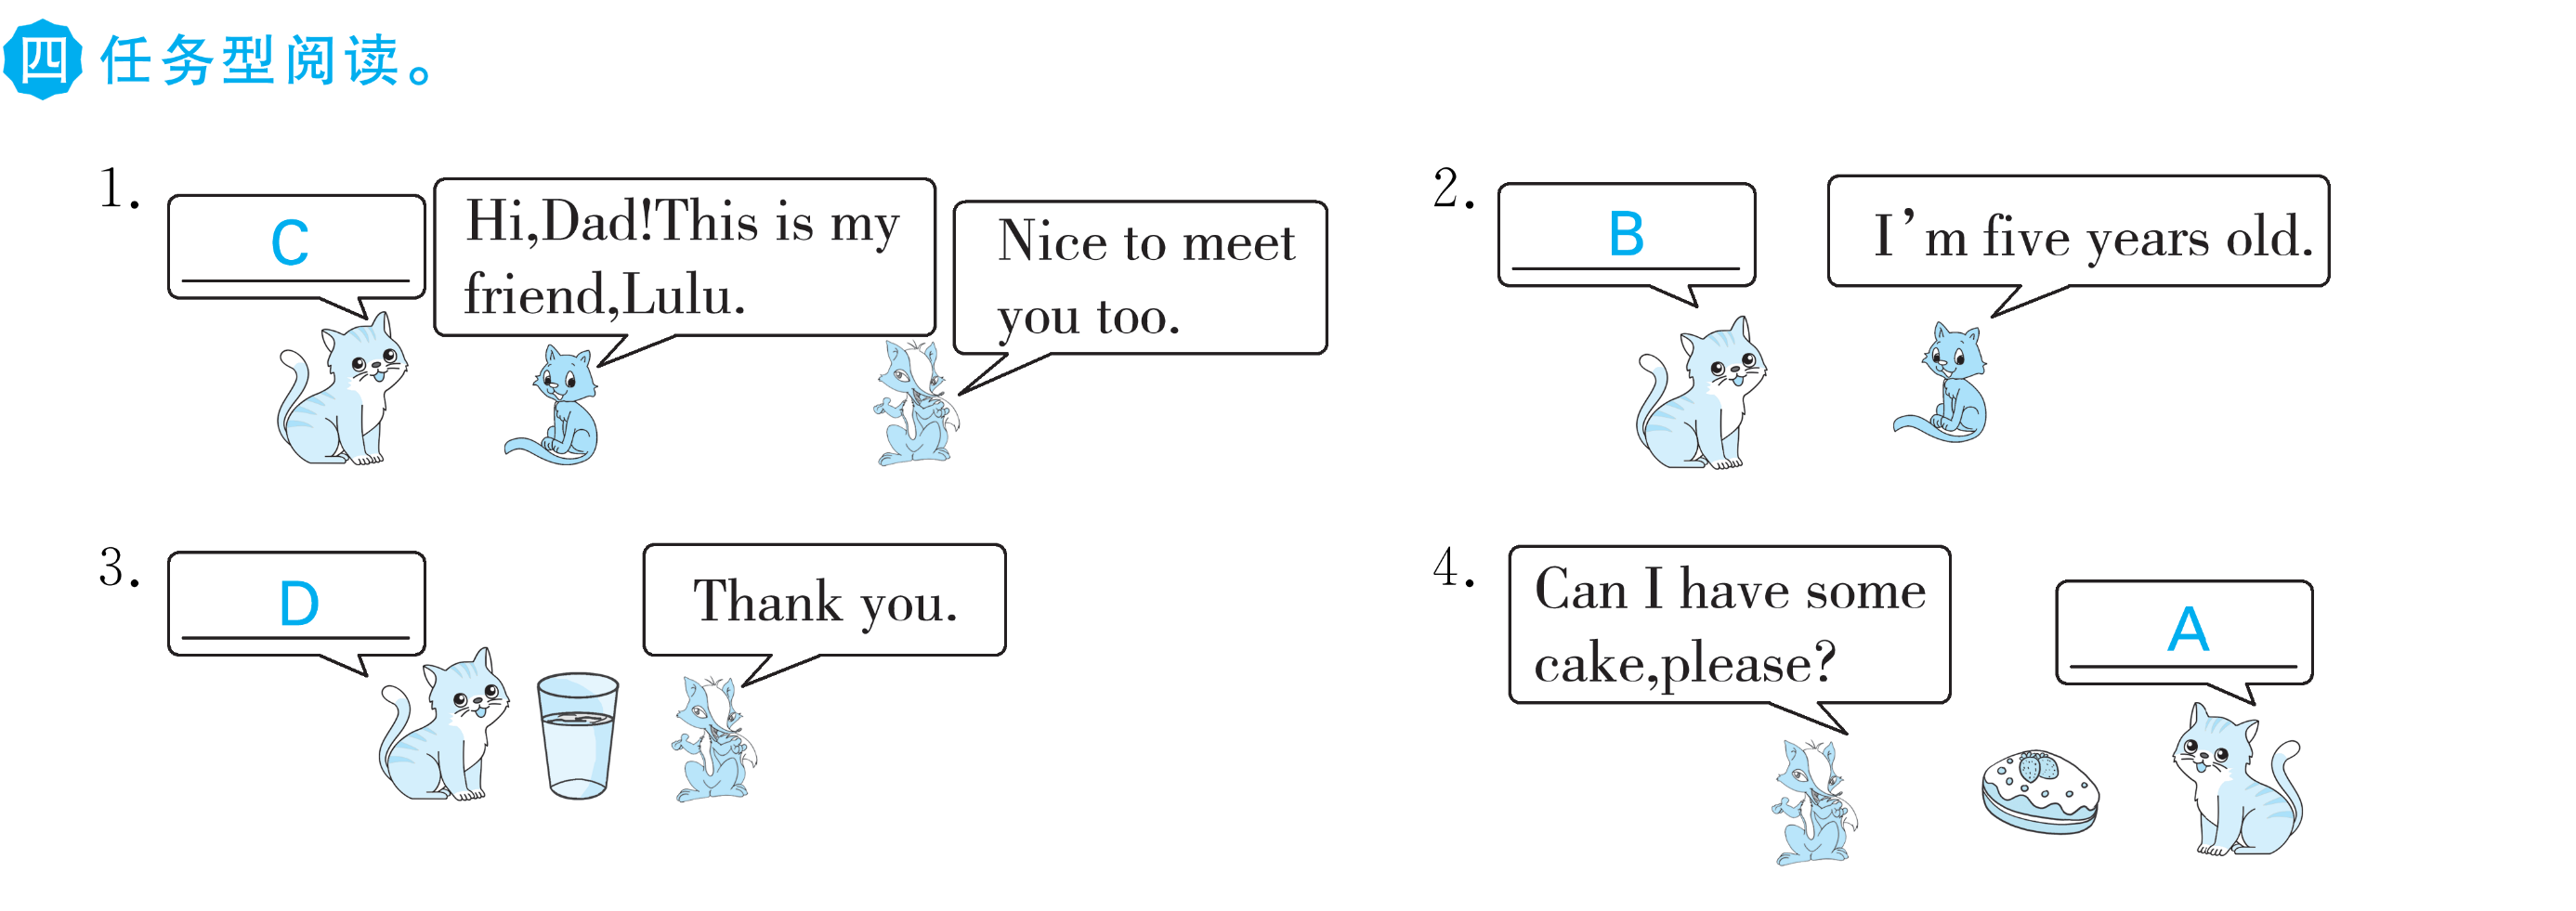 四 任务型阅读。
1.
C
Hi,Dad!This is my
friend,Lulu.
Nice to meet
you too.
2.
B
I’m five years old.
3.
D
Thank you.
4.
Can I have some
cake,please?
A